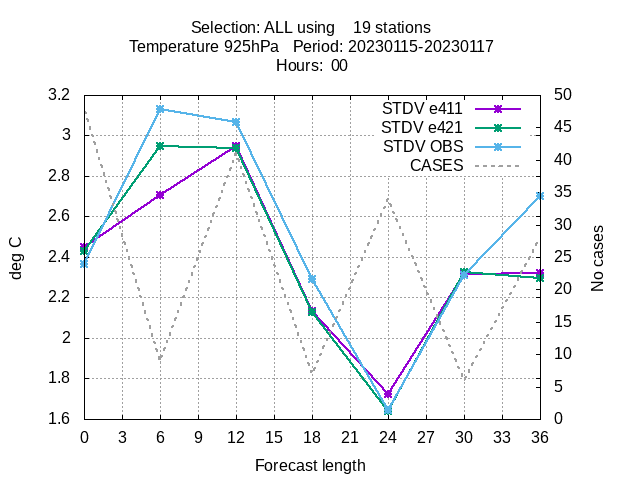 Selection: ALL using    19 stations
Temperature 925hPa   Period: 20230115-20230117
Hours:  00
STDV e411
STDV e421
STDV OBS
CASES
deg C
3.2
3
2.8
2.6
2.4
2.2
2
1.8
1.6
50
45
40
35
30
25
20
15
10
5
0
No cases
0 3 6 9 12 15 18 21 24 27 30 33 36
Forecast length